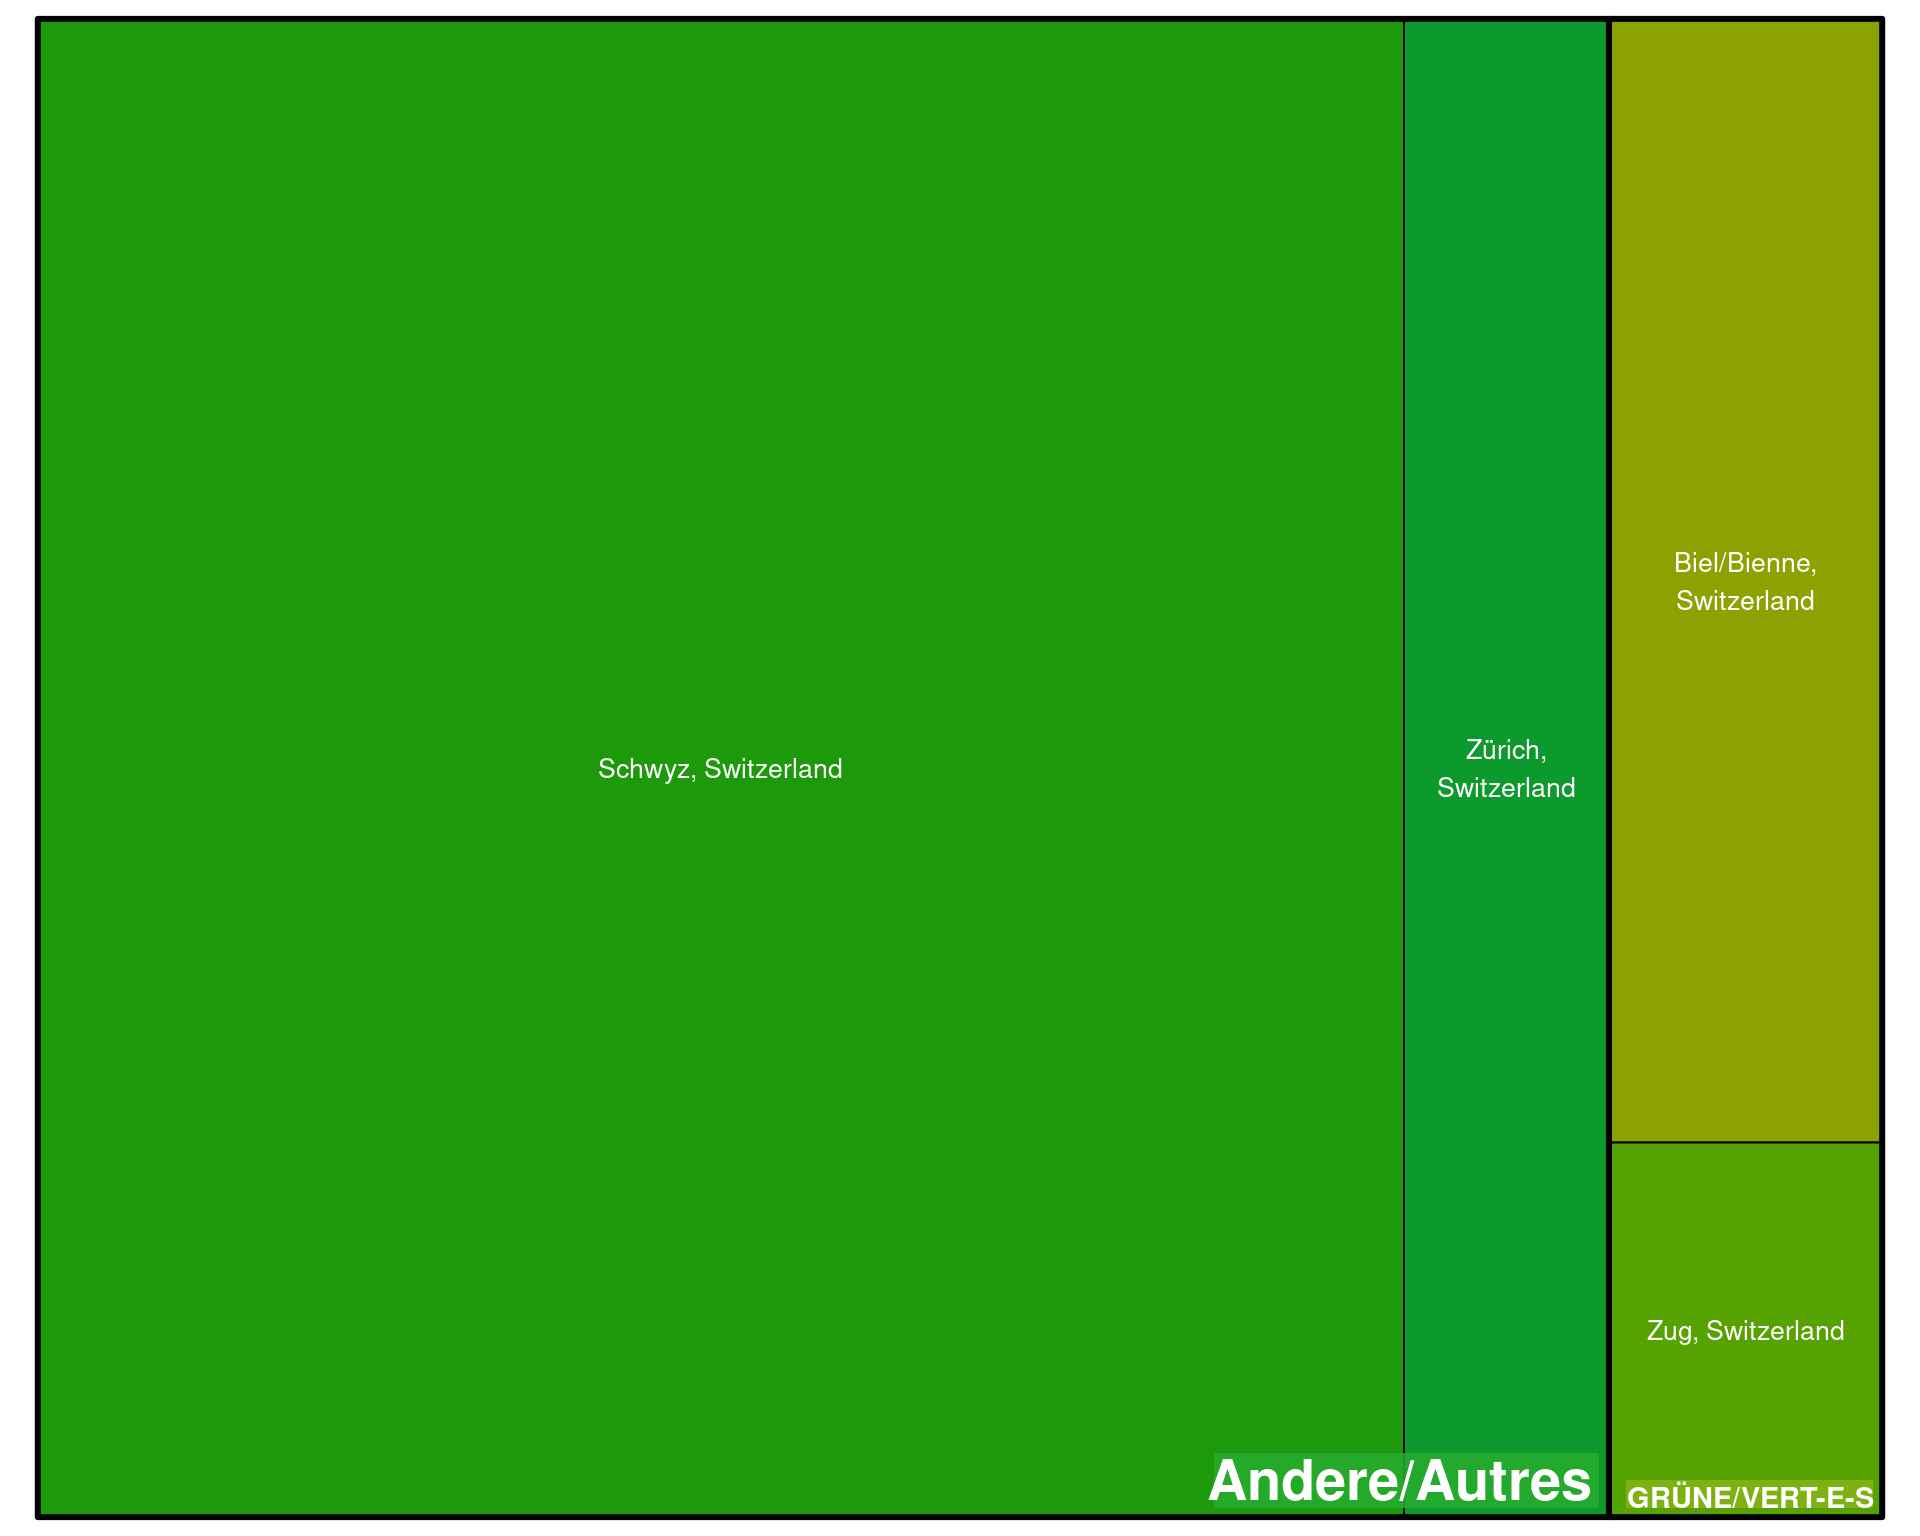 Schwyz, Switzerland
Zürich,
Switzerland
Biel/Bienne,
Switzerland
Zug, Switzerland
Andere/Autres
GRÜNE/VERT-E-S